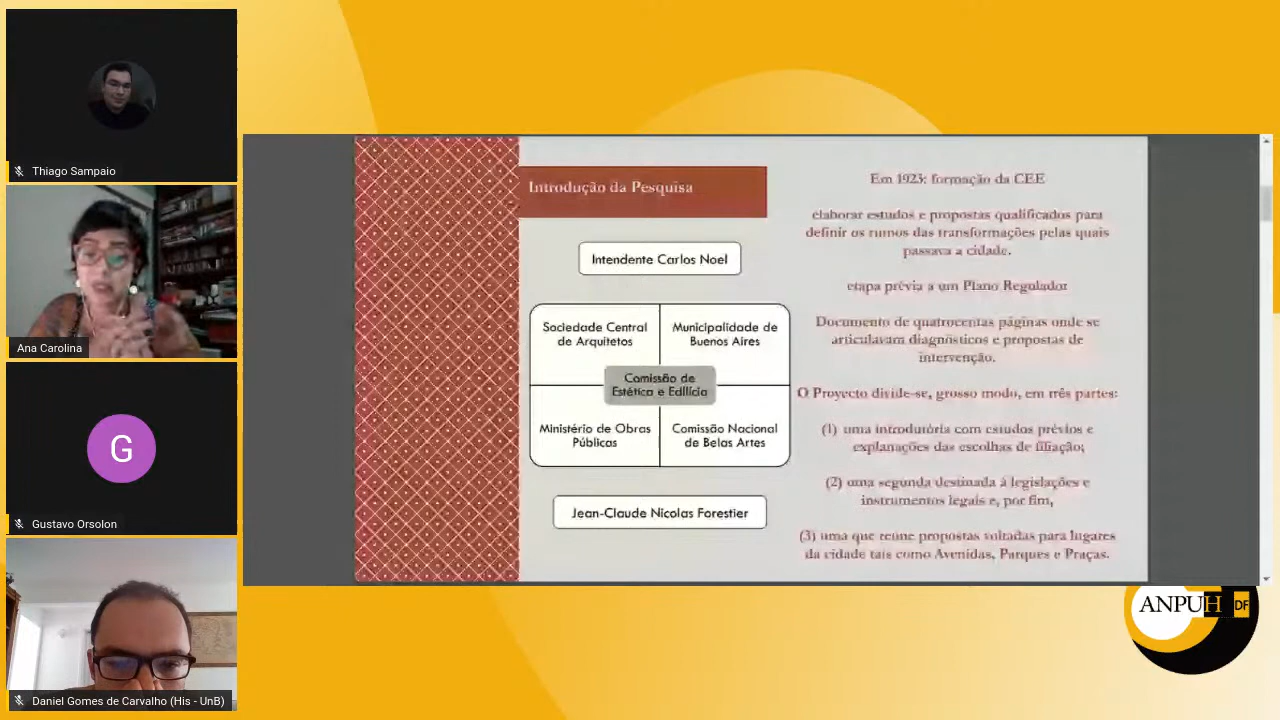 Thiago Sampaio
Ana Carolina
G
Gustavo Orsolon
Daniel Gomes de Carvalho (His - UnB)
Introdução da Pesquisa
Intendente Carlos Noel
Sociedade Central
de Arquitetos
Municipalidade de
Buenos Aires
Comissão de
Estética e Edilícia
Ministério de Obras
Públicas
Comissão Nacional
de Belas Artes
Jean-Claude Nicolas Forestier
Em 1923: formação da CEE
elaborar estudos e propostas qualificados para
definir os rumos das transformações pelas quais
passava a cidade.
etapa prévia a um Plano Regulador
Documento de quatrocentas páginas onde se
articulavam diagnósticos e propostas de
intervenção.
O Proyecto divide-se, grosso modo, em três partes:
(1) uma introdutória com estudos prévios e
explanações das escolhas de filiação;
(2) uma segunda destinada à legislações e
instrumentos legais e, por fim,
(3) uma que reúne propostas voltadas para lugares
da cidade tais como Avenidas, Parques e Praças.
ANPUH DF